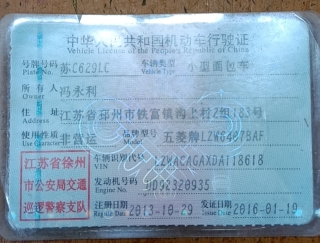 中华人民共和国机动车行驶证
Vehicle License of the People's Republic of China
号牌号码 苏C629LC 车辆类型 小型面包车
Plate No. Vehicle Type
所有人 冯永利
Owner
住址 江苏省邳州市铁富镇沟上村2组183号
Address
使用性质 非营运 品牌型号 五菱牌LZW6407BAF
Use Character Model
江苏省徐州 车辆识别代号 LZWACAGAXDA118618
VIN
市公安局交通 发动机号码 UD92320935
Engine No.
巡逻警察支队 注册日期 2013-10-29 发证日期 2016-01-19
Register Date Issue Date